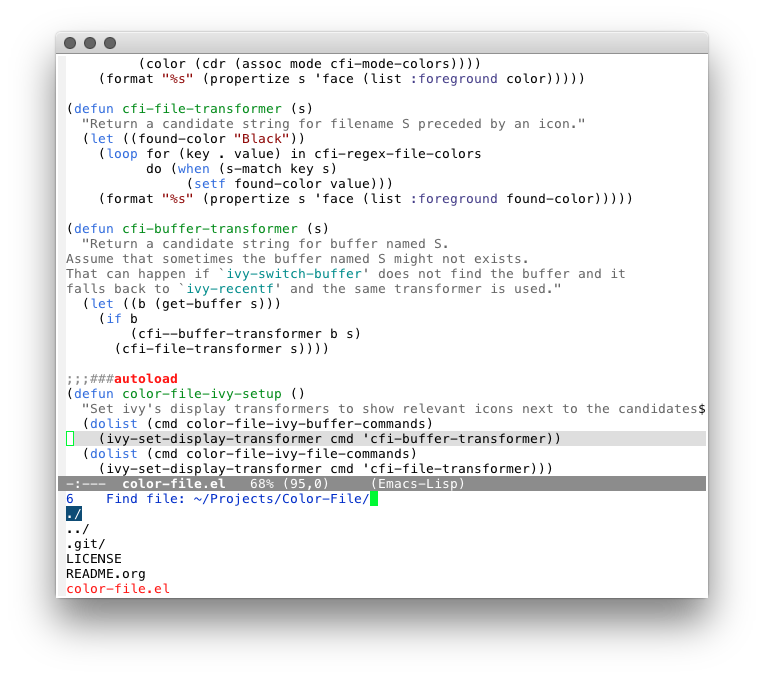 (color (cdr (assoc mode cfi-mode-colors))))
    (format "%s" (propertize s 'face (list :foreground color)))))

(defun cfi-file-transformer (s)
  "Return a candidate string for filename S preceded by an icon."
  (let ((found-color "Black"))
    (loop for (key . value) in cfi-regex-file-colors
          do (when (s-match key s)
               (setf found-color value)))
    (format "%s" (propertize s 'face (list :foreground found-color)))))

(defun cfi-buffer-transformer (s)
  "Return a candidate string for buffer named S.
Assume that sometimes the buffer named S might not exists.
That can happen if `ivy-switch-buffer' does not find the buffer and it
falls back to `ivy-recentf' and the same transformer is used."
  (let ((b (get-buffer s)))
    (if b
        (cfi--buffer-transformer b s)
      (cfi-file-transformer s))))

;;;###autoload
(defun color-file-ivy-setup ()
  "Set ivy's display transformers to show relevant icons next to the candidates$
  (dolist (cmd color-file-ivy-buffer-commands)
    (ivy-set-display-transformer cmd 'cfi-buffer-transformer))
  (dolist (cmd color-file-ivy-file-commands)
    (ivy-set-display-transformer cmd 'cfi-file-transformer)))
-:---  color-file.el   68% (95,0)     (Emacs-Lisp)
6    Find file: ~/Projects/Color-File/
./
../
.git/
LICENSE
README.org
color-file.el